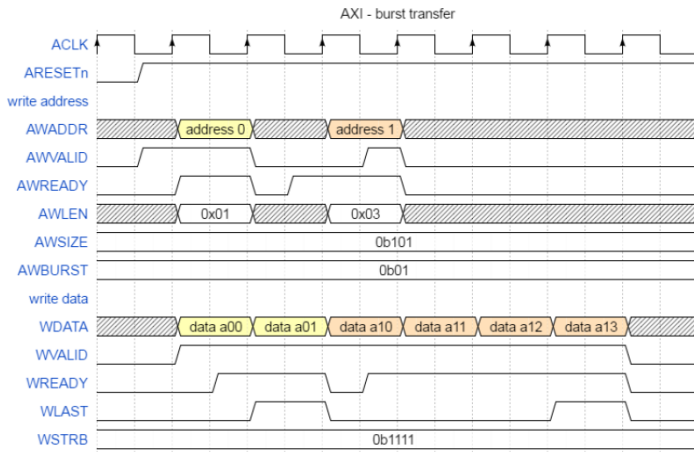 AXI - burst transfer
ACLK
ARESETn
write address
AWADDR address 0 address 1
AWVALID
AWREADY
AWLEN 0x01 0x03
AWSIZE 0b101
AWBURST 0b01
write data
WDATA data a00 data a01 data a10 data a11 data a12 data a13
WVALID
WREADY
WLAST
WSTRB 0b1111